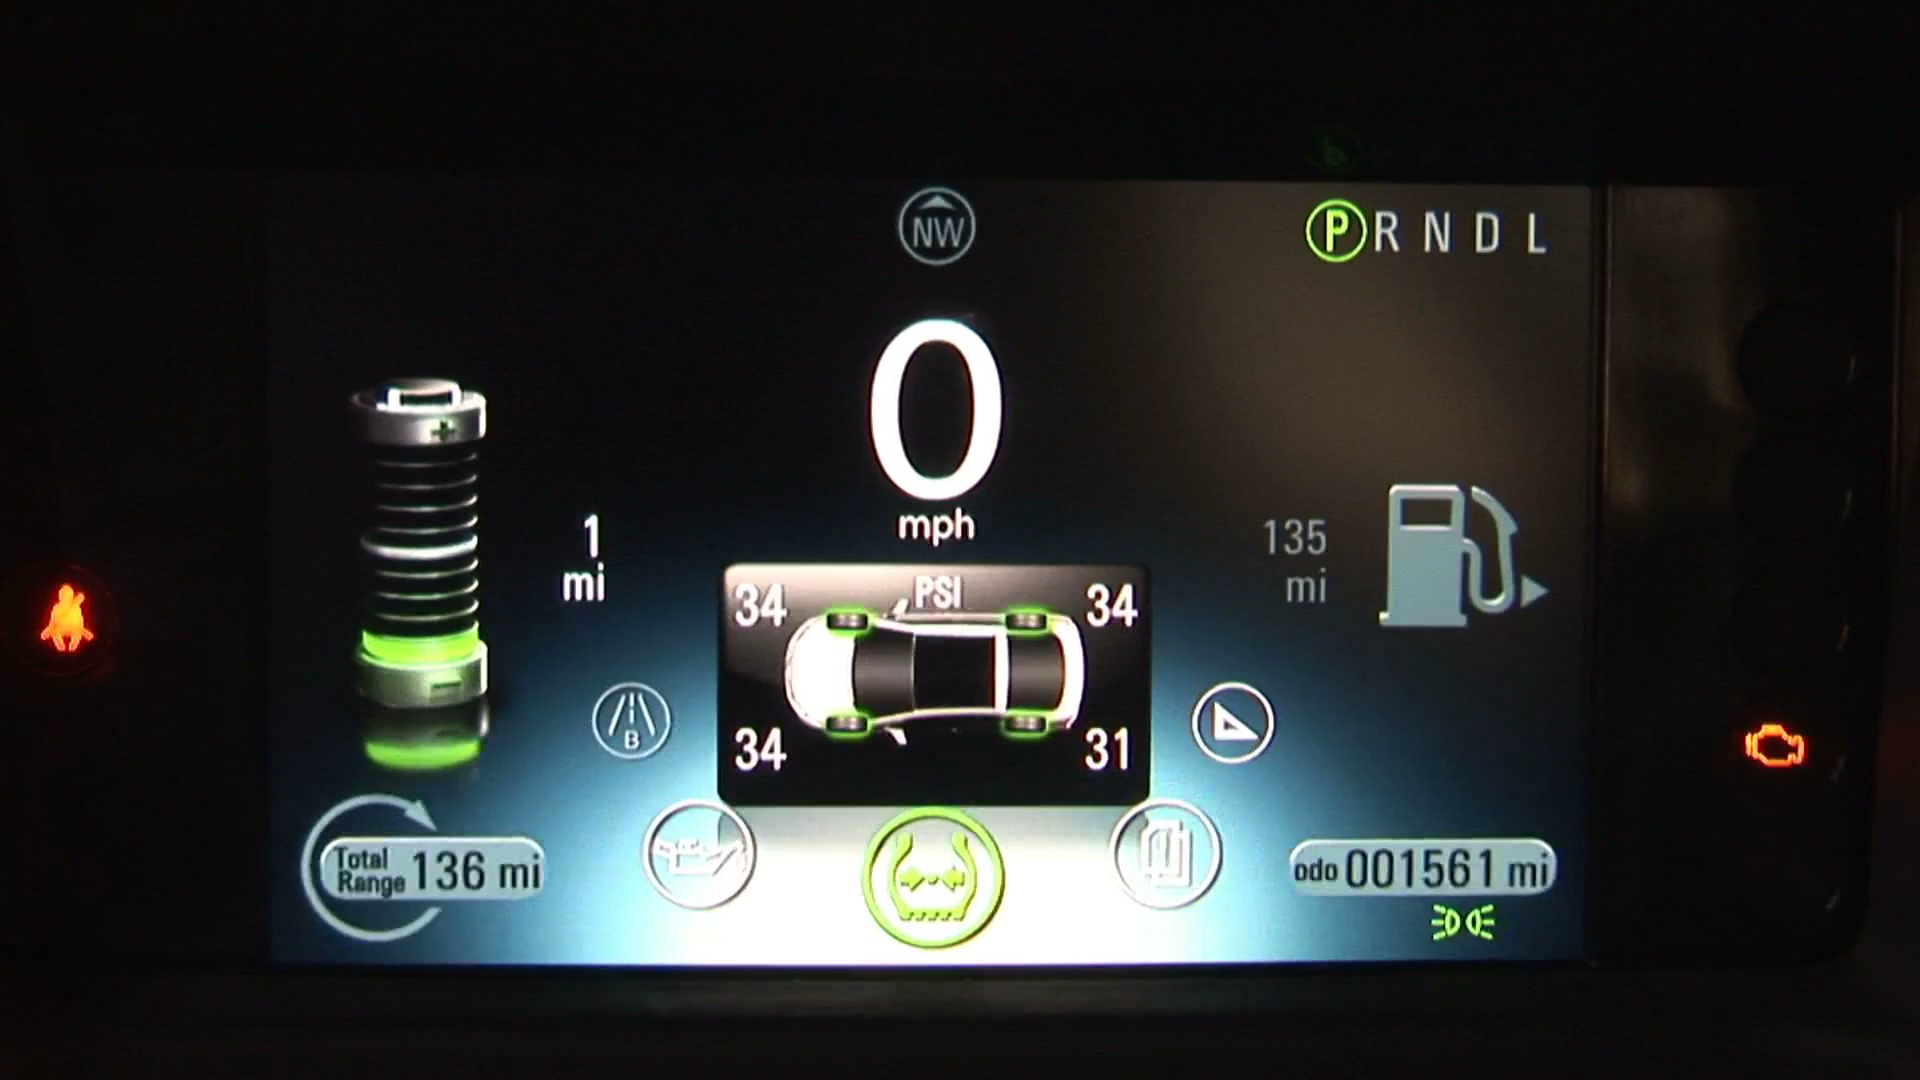 NW
P R N D L
0
mph
1
mi
135
mi
PSI
34 34
34 31
B
Total
Range 136 mi
odo 001561 mi